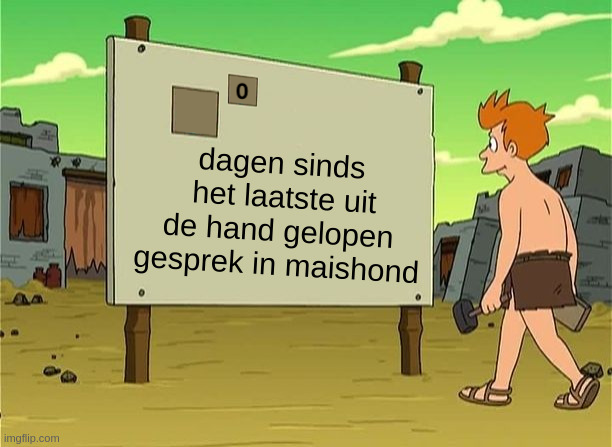 0
dagen sinds
het laatste uit
de hand gelopen
gesprek in maishond
imgflip.com